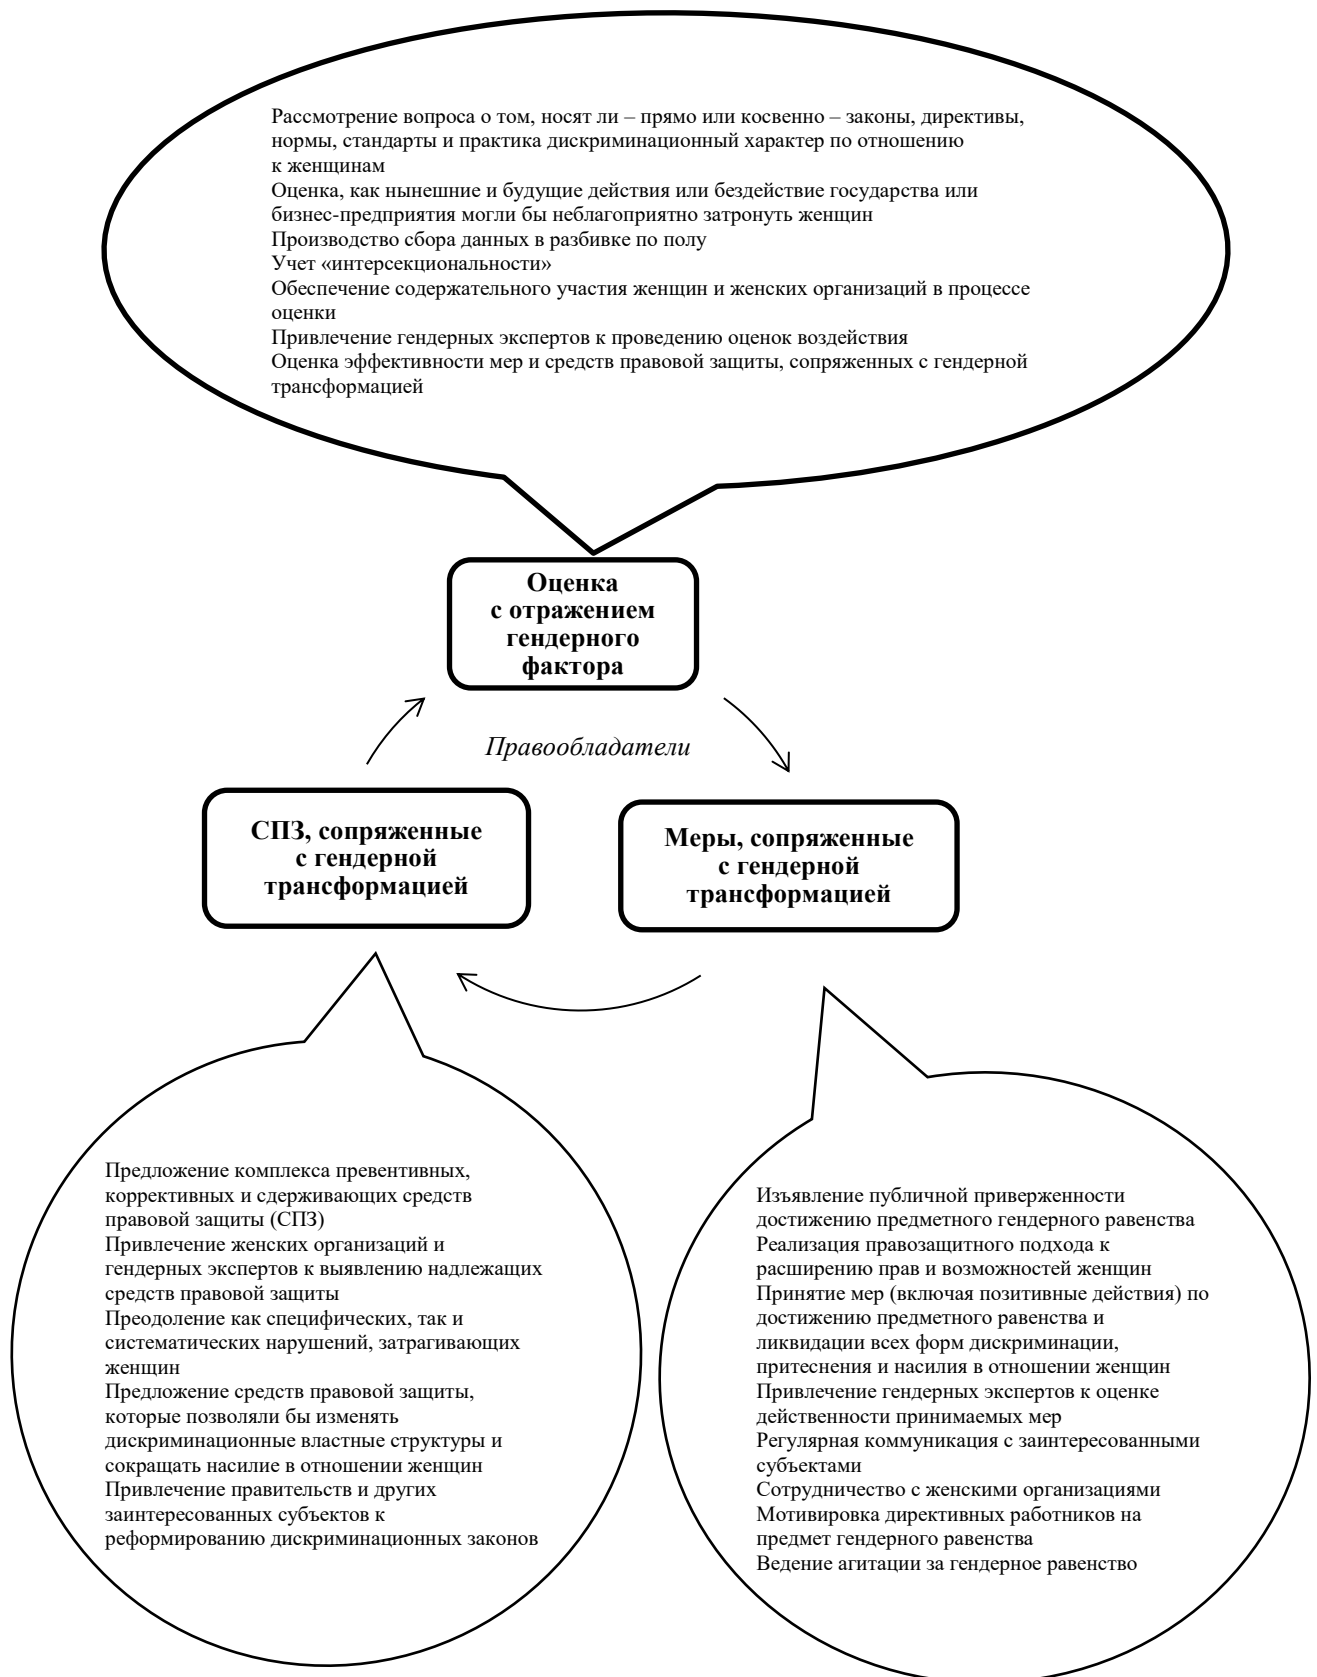 Рассмотрение вопроса о том, носят ли – прямо или косвенно – законы, директивы,
нормы, стандарты и практика дискриминационный характер по отношению
к женщинам
Оценка, как нынешние и будущие действия или бездействие государства или
бизнес-предприятия могли бы неблагоприятно затронуть женщин
Производство сбора данных в разбивке по полу
Учет «интерсекциональности»
Обеспечение содержательного участия женщин и женских организаций в процессе
оценки
Привлечение гендерных экспертов к проведению оценок воздействия
Оценка эффективности мер и средств правовой защиты, сопряженных с гендерной
трансформацией
Оценка
с отражением
гендерного
фактора
Правообладатели
СПЗ, сопряженные
с гендерной
трансформацией
Меры, сопряженные
с гендерной
трансформацией
Предложение комплекса превентивных,
коррективных и сдерживающих средств
правовой защиты (СПЗ)
Привлечение женских организаций и
гендерных экспертов к выявлению надлежащих
средств правовой защиты
Преодоление как специфических, так и
систематических нарушений, затрагивающих
женщин
Предложение средств правовой защиты,
которые позволяли бы изменять
дискриминационные властные структуры и
сокращать насилие в отношении женщин
Привлечение правительств и других
заинтересованных субъектов к
реформированию дискриминационных законов
Изъявление публичной приверженности
достижению предметного гендерного равенства
Реализация правозащитного подхода к
расширению прав и возможностей женщин
Принятие мер (включая позитивные действия) по
достижению предметного равенства и
ликвидации всех форм дискриминации,
притеснения и насилия в отношении женщин
Привлечение гендерных экспертов к оценке
действенности принимаемых мер
Регулярная коммуникация с заинтересованными
субъектами
Сотрудничество с женскими организациями
Мотивировка директивных работников на
предмет гендерного равенства
Ведение агитации за гендерное равенство